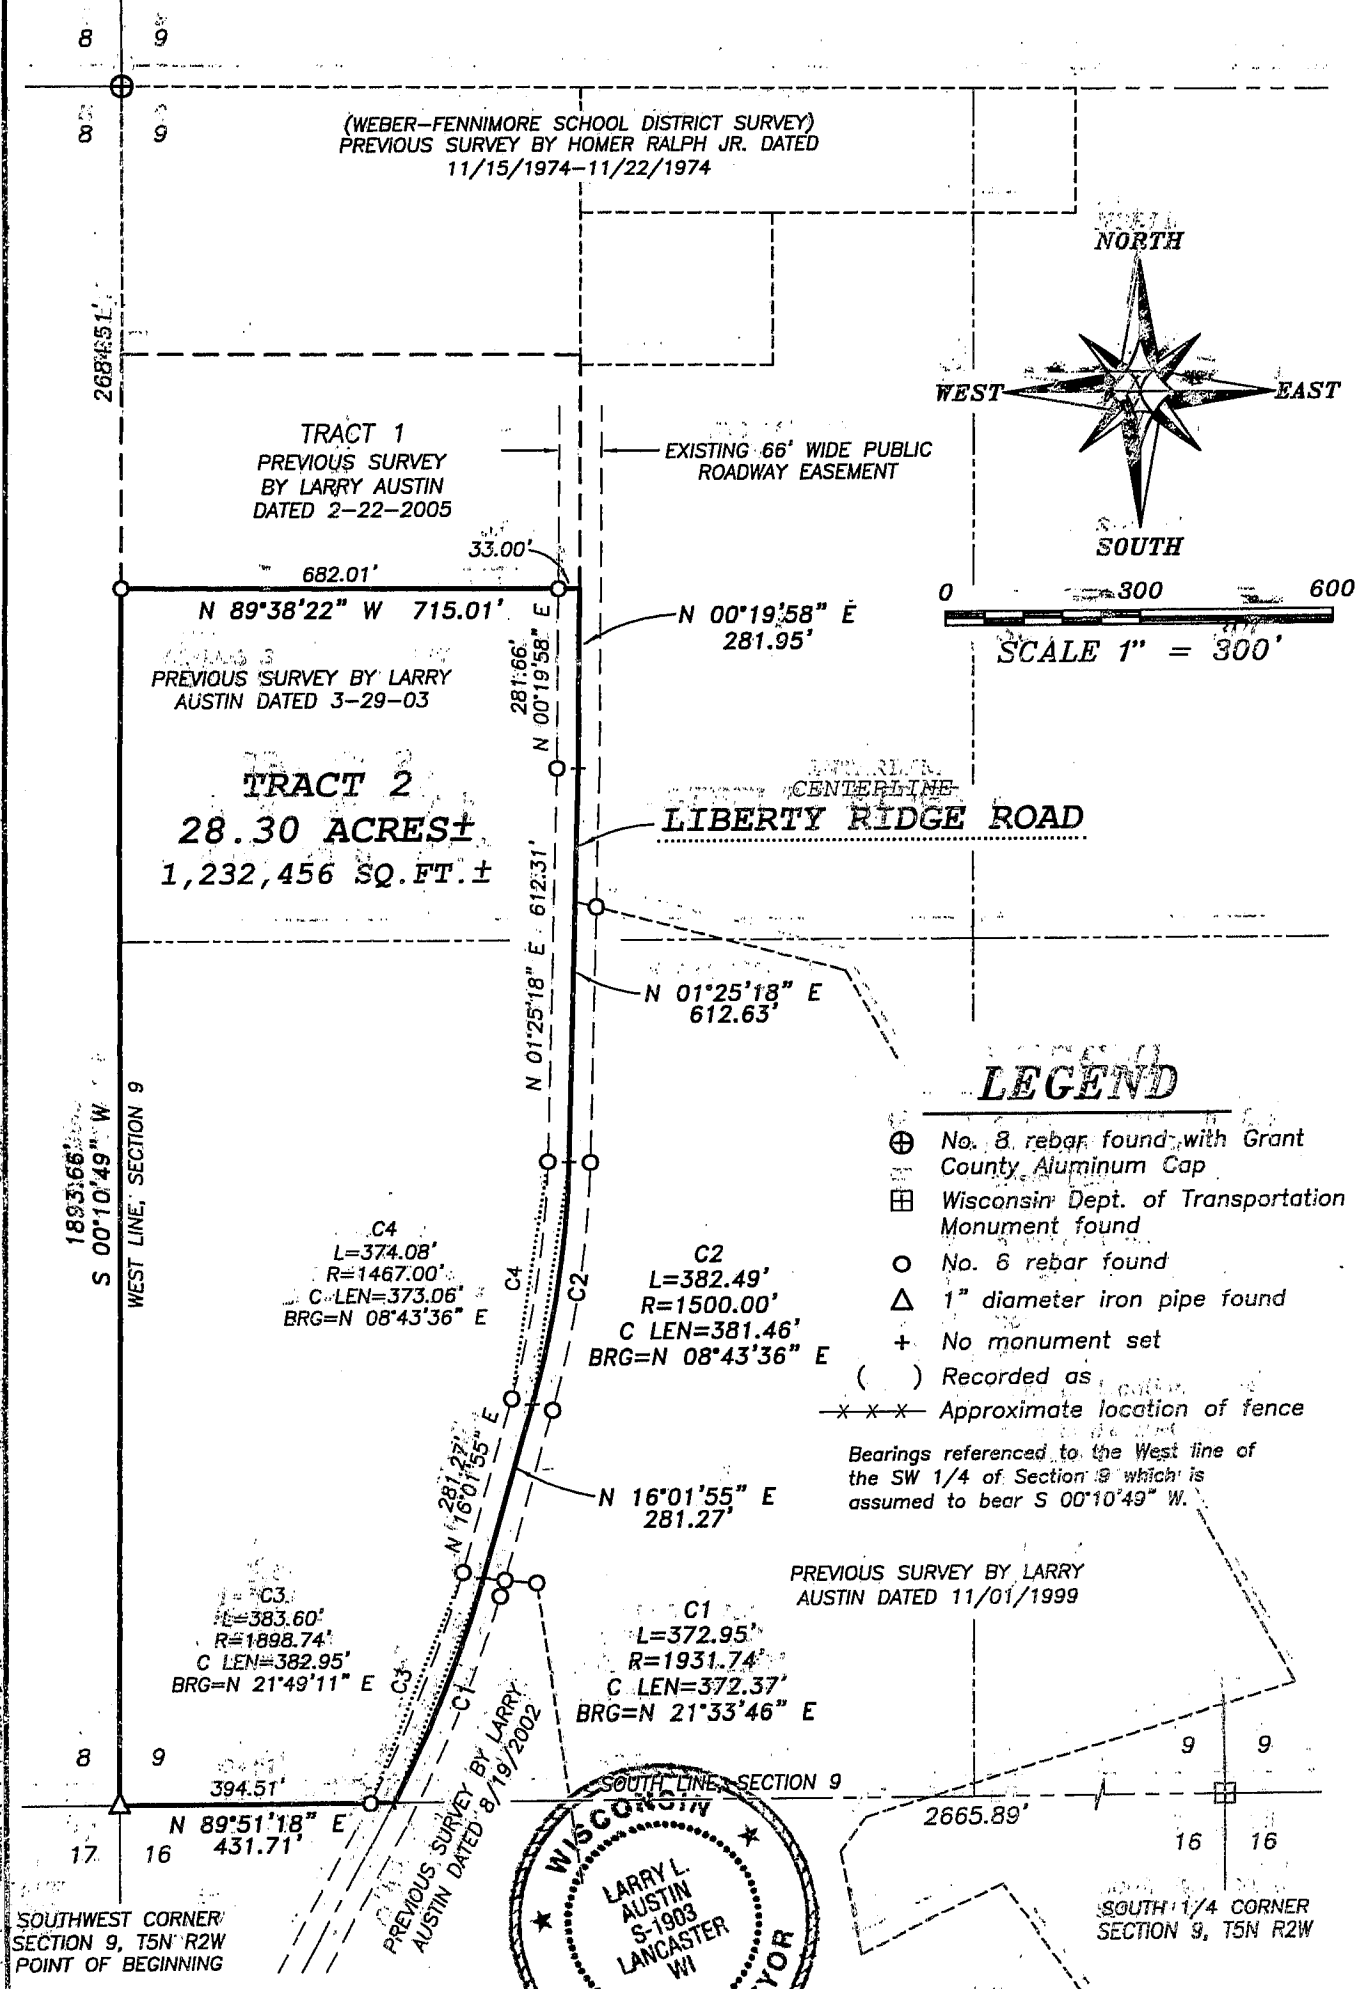 8 9
8 9
(WEBER-FENNIMORE SCHOOL DISTRICT SURVEY)
PREVIOUS SURVEY BY HOMER RALPH JR. DATED
11/15/1974-11/22/1974
NORTH
WEST
EAST
SOUTH
2684.51'
TRACT 1
PREVIOUS SURVEY
BY LARRY AUSTIN
DATED 2-22-2005
EXISTING 66' WIDE PUBLIC
ROADWAY EASEMENT
33.00'
682.01'
N 89°38'22" W 715.01'
N 00°19'58" E
281.95'
0 300 600
SCALE 1" = 300'
281.66'
N 00°19'58" E
PREVIOUS SURVEY BY LARRY
AUSTIN DATED 3-29-03
TRACT 2
28.30 ACRES±
1,232,456 SQ.FT.±
CENTERLINE
LIBERTY RIDGE ROAD
N 01°25'18" E 612.31'
N 01°25'18" E
612.63'
1893.66'
S 00°10'49" W
WEST LINE, SECTION 9
LEGEND
No. 8 rebar found with Grant
County Aluminum Cap
Wisconsin Dept. of Transportation
Monument found
No. 6 rebar found
1" diameter iron pipe found
+ No monument set
( ) Recorded as
x x x Approximate location of fence
Bearings referenced to the West line of
the SW 1/4 of Section 9 which is
assumed to bear S 00°10'49" W.
C4
L=374.08'
R=1467.00'
C LEN=373.06'
BRG=N 08°43'36" E
C4
C2
C2
L=382.49'
R=1500.00'
C LEN=381.46'
BRG=N 08°43'36" E
281.27'
N 16°01'55" E
N 16°01'55" E
281.27'
PREVIOUS SURVEY BY LARRY
AUSTIN DATED 11/01/1999
C3
L=383.60'
R=1898.74'
C LEN=382.95'
BRG=N 21°49'11" E
C3
C1
C1
L=372.95'
R=1931.74'
C LEN=372.37'
BRG=N 21°33'46" E
PREVIOUS SURVEY BY LARRY
AUSTIN DATED 8/19/2002
8 9
394.51'
N 89°51'18" E
431.71'
17 16
SOUTH LINE, SECTION 9
2665.89'
9 9
16 16
SOUTHWEST CORNER
SECTION 9, T5N R2W
POINT OF BEGINNING
SOUTH 1/4 CORNER
SECTION 9, T5N R2W
WISCONSIN
LARRY L.
AUSTIN
S-1903
LANCASTER
WI